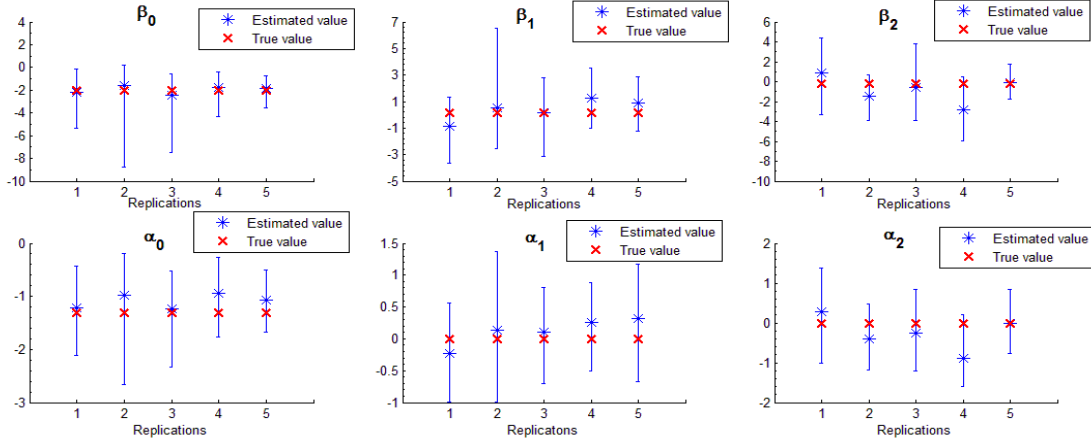 β0
Estimated value
True value
4
2
0
-2
-4
-6
-8
-10
1 2 3 4 5
Replications
β1
Estimated value
True value
7
5
3
1
-1
-3
-5
1 2 3 4 5
Replications
β2
Estimated value
True value
6
4
2
0
-2
-4
-6
-8
-10
1 2 3 4 5
Replications
α0
Estimated value
True value
0
-1
-2
-3
1 2 3 4 5
Replications
α1
Estimated value
True value
1.5
1
0.5
0
-0.5
-1
1 2 3 4 5
Replications
α2
Estimated value
True value
2
1
0
-1
-2
1 2 3 4 5
Replications